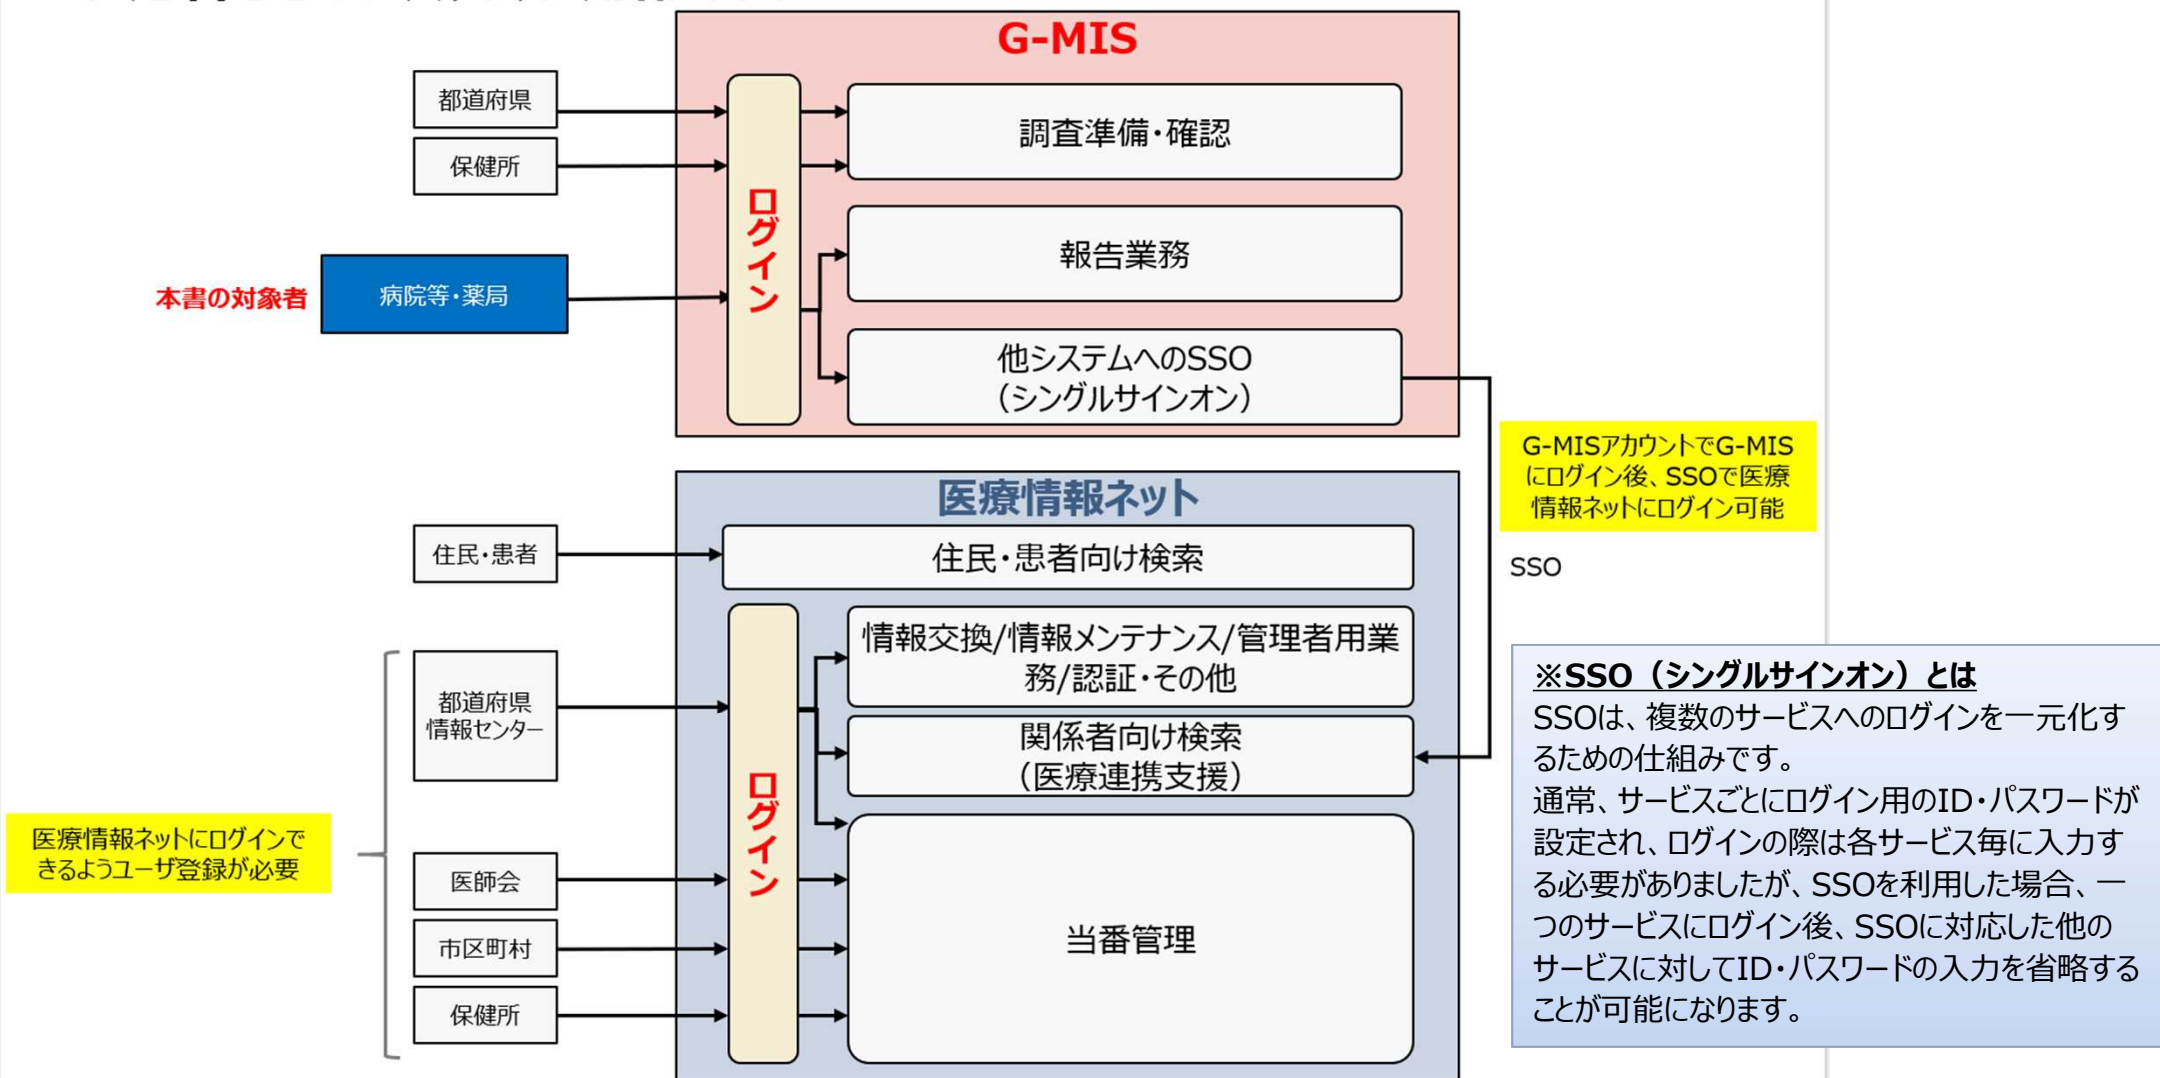 G-MIS
都道府県
調査準備・確認
保健所
ログイン
報告業務
本書の対象者
病院等・薬局
他システムへのSSO
（シングルサインオン）
G-MISアカウントでG-MIS
にログイン後、SSOで医療
情報ネットにログイン可能
医療情報ネット
住民・患者
住民・患者向け検索
SSO
情報交換/情報メンテナンス/管理者用業
務/認証・その他
都道府県
情報センター
関係者向け検索
（医療連携支援）
ログイン
医療情報ネットにログインで
きるようユーザ登録が必要
医師会
市区町村
当番管理
保健所
※SSO（シングルサインオン）とは
SSOは、複数のサービスへのログインを一元化す
るための仕組みです。
通常、サービスごとにログイン用のID・パスワードが
設定され、ログインの際は各サービス毎に入力す
る必要がありましたが、SSOを利用した場合、一
つのサービスにログイン後、SSOに対応した他の
サービスに対してID・パスワードの入力を省略する
ことが可能になります。